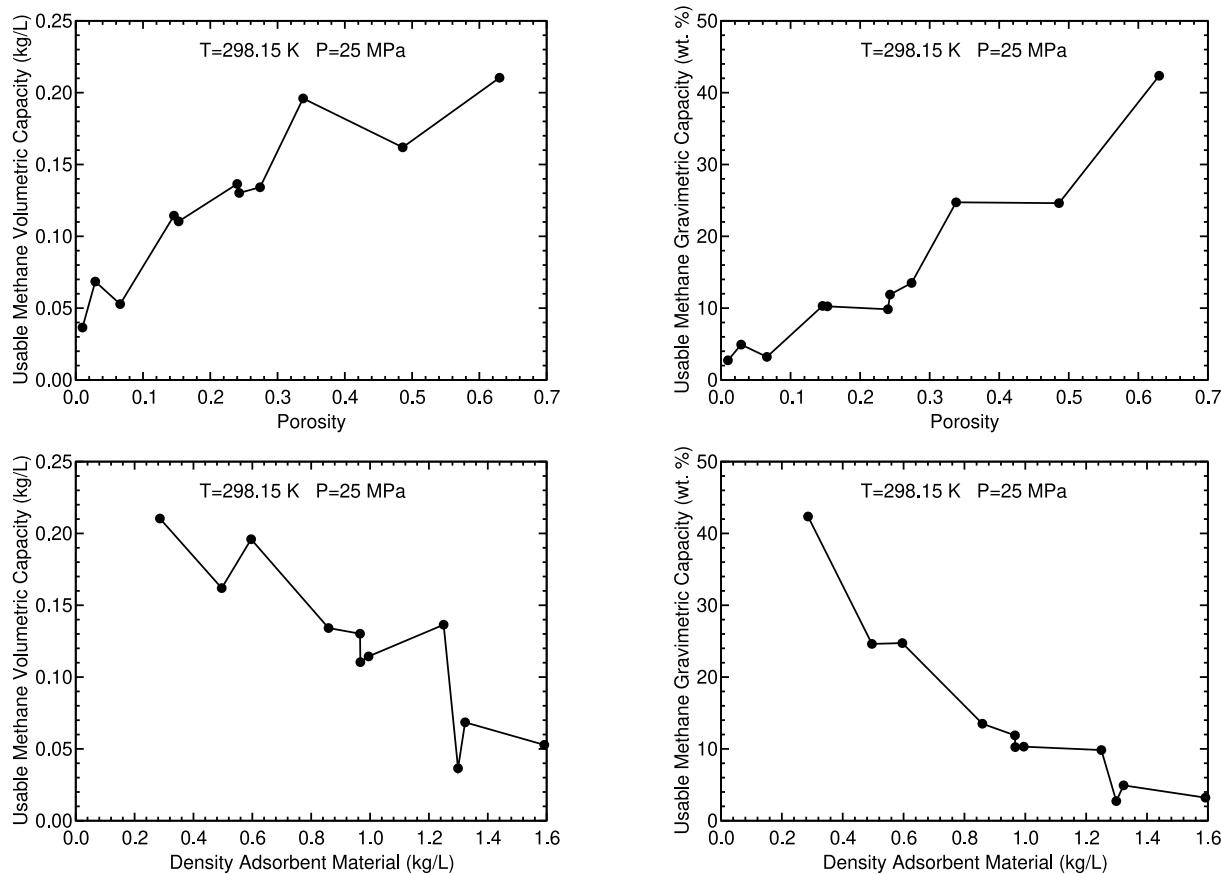 Usable Methane Volumetric Capacity (kg/L)
0.25
0.20
0.15
0.10
0.05
0.00
T=298.15 K P=25 MPa
0.0 0.1 0.2 0.3 0.4 0.5 0.6 0.7
Porosity
Usable Methane Gravimetric Capacity (wt. %)
50
40
30
20
10
0
T=298.15 K P=25 MPa
0.0 0.1 0.2 0.3 0.4 0.5 0.6 0.7
Porosity
Usable Methane Volumetric Capacity (kg/L)
0.25
0.20
0.15
0.10
0.05
0.00
T=298.15 K P=25 MPa
0.0 0.2 0.4 0.6 0.8 1.0 1.2 1.4 1.6
Density Adsorbent Material (kg/L)
Usable Methane Gravimetric Capacity (wt. %)
50
40
30
20
10
0
T=298.15 K P=25 MPa
0.0 0.2 0.4 0.6 0.8 1.0 1.2 1.4 1.6
Density Adsorbent Material (kg/L)